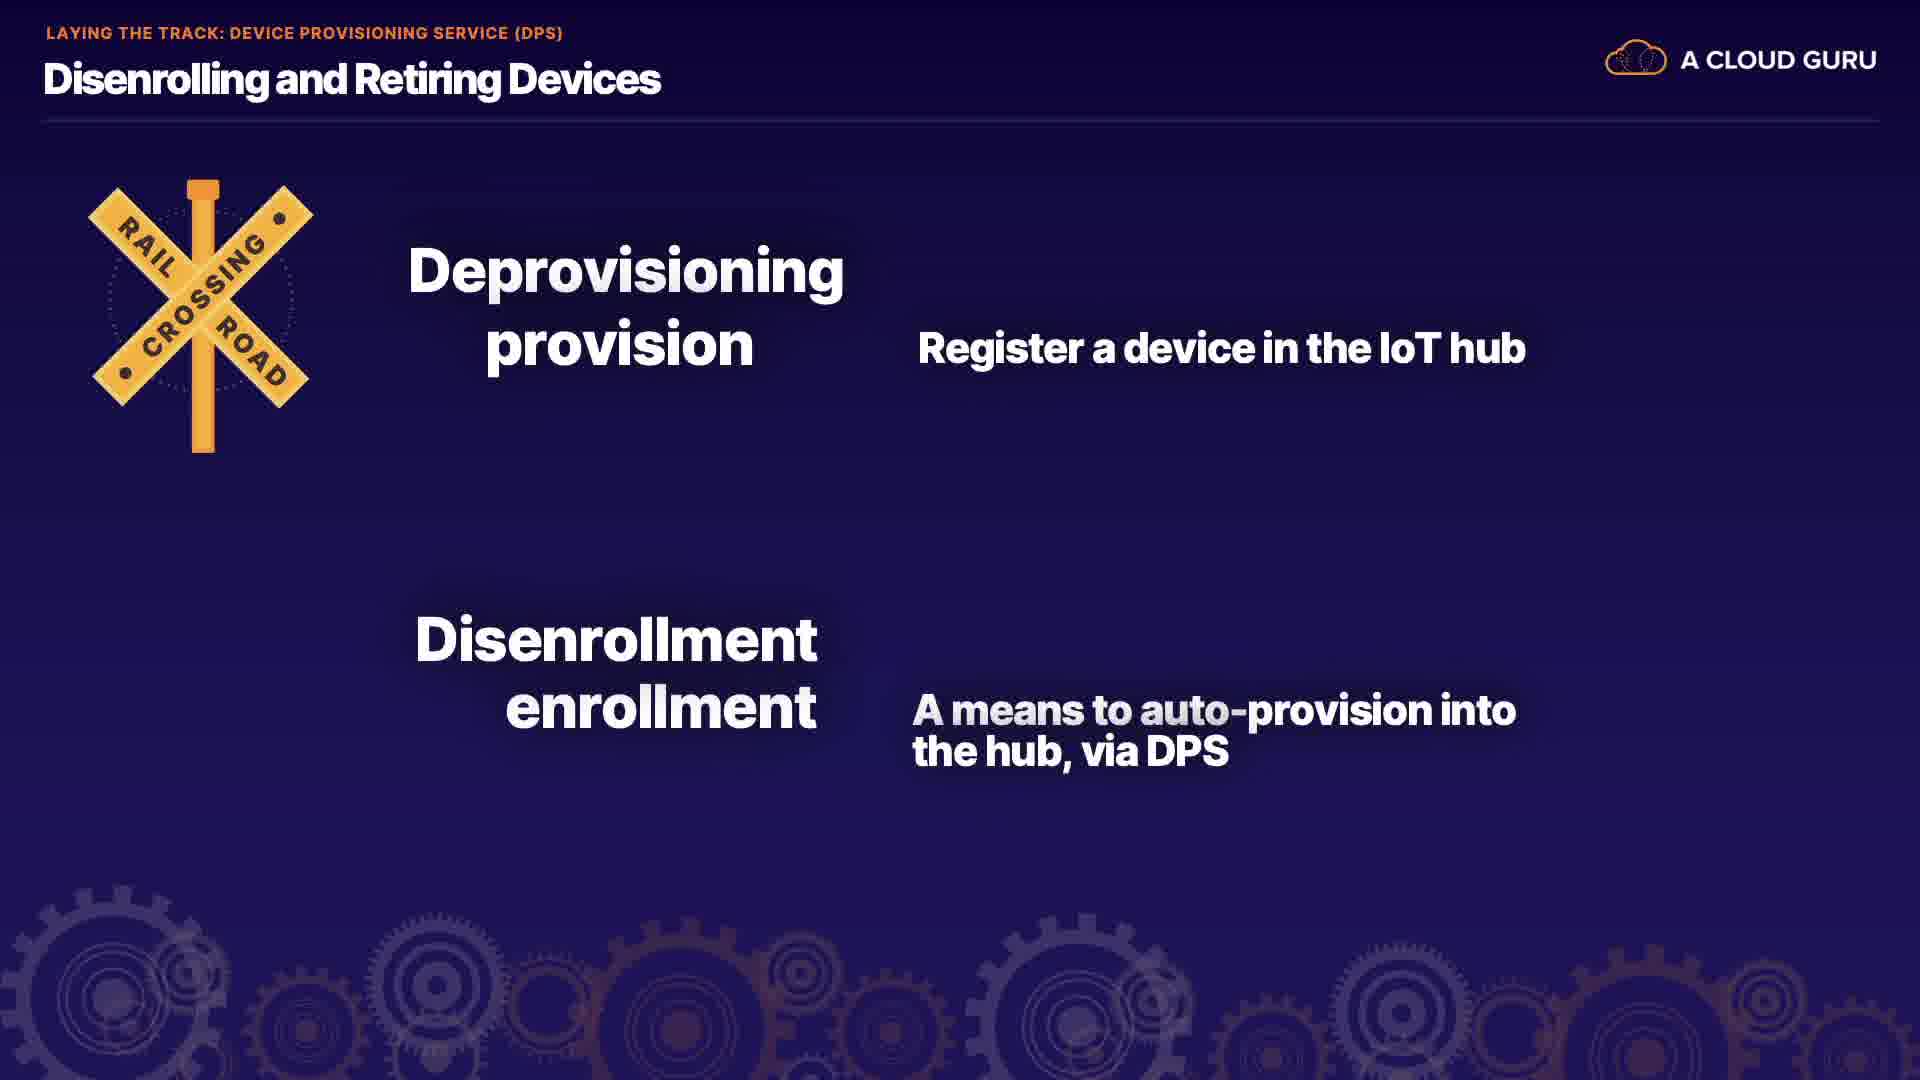 LAYING THE TRACK: DEVICE PROVISIONING SERVICE (DPS)
Disenrolling and Retiring Devices
A CLOUD GURU
RAIL
CROSSING
ROAD
Deprovisioning
provision
Register a device in the IoT hub
Disenrollment
enrollment
A means to auto-provision into
the hub, via DPS